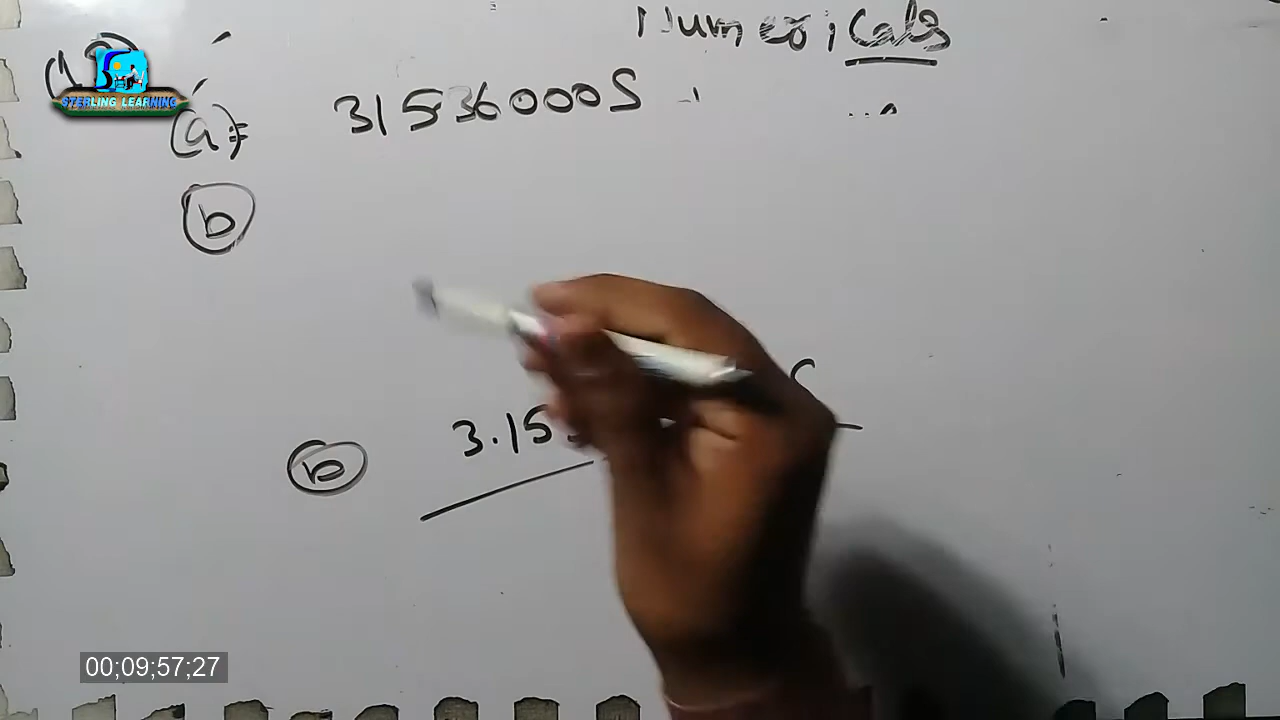 Numericals
STERLING LEARNING
(a) 31536000S
b
b 3.15
00;09;57;27